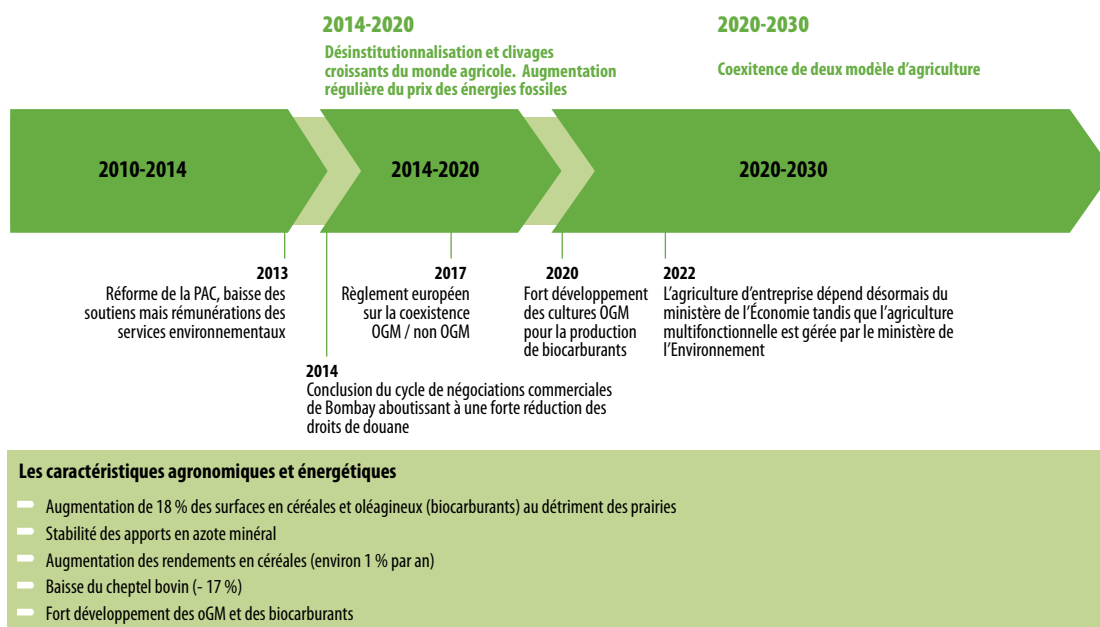 2014-2020
Désinstitutionnalisation et clivages
croissants du monde agricole. Augmentation
régulière du prix des énergies fossiles
2020-2030
Coexitence de deux modèle d'agriculture
2010-2014
2014-2020
2020-2030
2013
Réforme de la PAC, baisse des
soutiens mais rémunérations des
services environnementaux
2014
Conclusion du cycle de négociations commerciales
de Bombay aboutissant à une forte réduction des
droits de douane
2017
Règlement européen
sur la coexistence
OGM / non OGM
2020
Fort développement
des cultures OGM
pour la production
de biocarburants
2022
L'agriculture d'entreprise dépend désormais du
ministère de l'Économie tandis que l'agriculture
multifonctionnelle est gérée par le ministère de
l'Environnement
Les caractéristiques agronomiques et énergétiques
Augmentation de 18 % des surfaces en céréales et oléagineux (biocarburants) au détriment des prairies
Stabilité des apports en azote minéral
Augmentation des rendements en céréales (environ 1 % par an)
Baisse du cheptel bovin (- 17 %)
Fort développement des oGM et des biocarburants